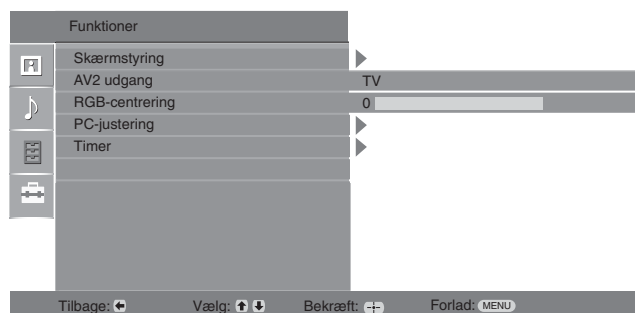 Funktioner
Skærmstyring
AV2 udgang TV
RGB-centrering 0
PC-justering
Timer
Tilbage: Vælg: Bekræft: Forlad: MENU